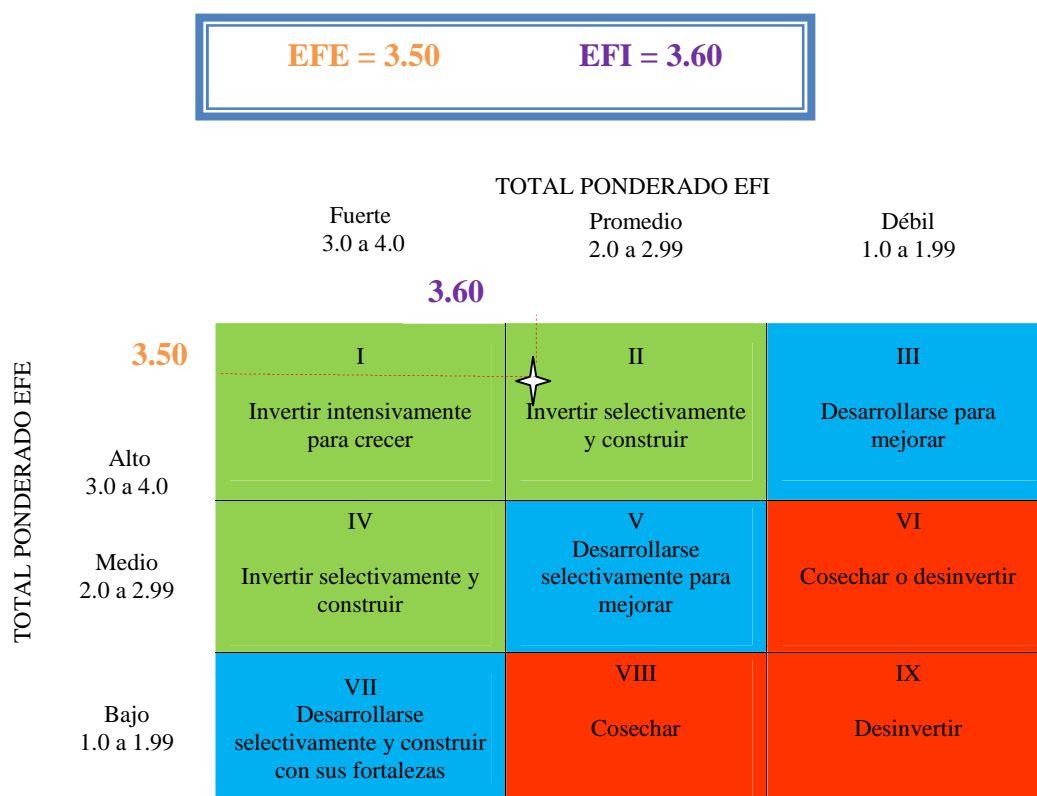 EFE = 3.50 EFI = 3.60
TOTAL PONDERADO EFI
Fuerte
3.0 a 4.0
Promedio
2.0 a 2.99
Débil
1.0 a 1.99
3.60
3.50
TOTAL PONDERADO EFE
Alto
3.0 a 4.0
I
Invertir intensivamente
para crecer
II
Invertir selectivamente
y construir
III
Desarrollarse para
mejorar
Medio
2.0 a 2.99
IV
Invertir selectivamente y
construir
V
Desarrollarse
selectivamente para
mejorar
VI
Cosechar o desinvertir
Bajo
1.0 a 1.99
VII
Desarrollarse
selectivamente y construir
con sus fortalezas
VIII
Cosechar
IX
Desinvertir